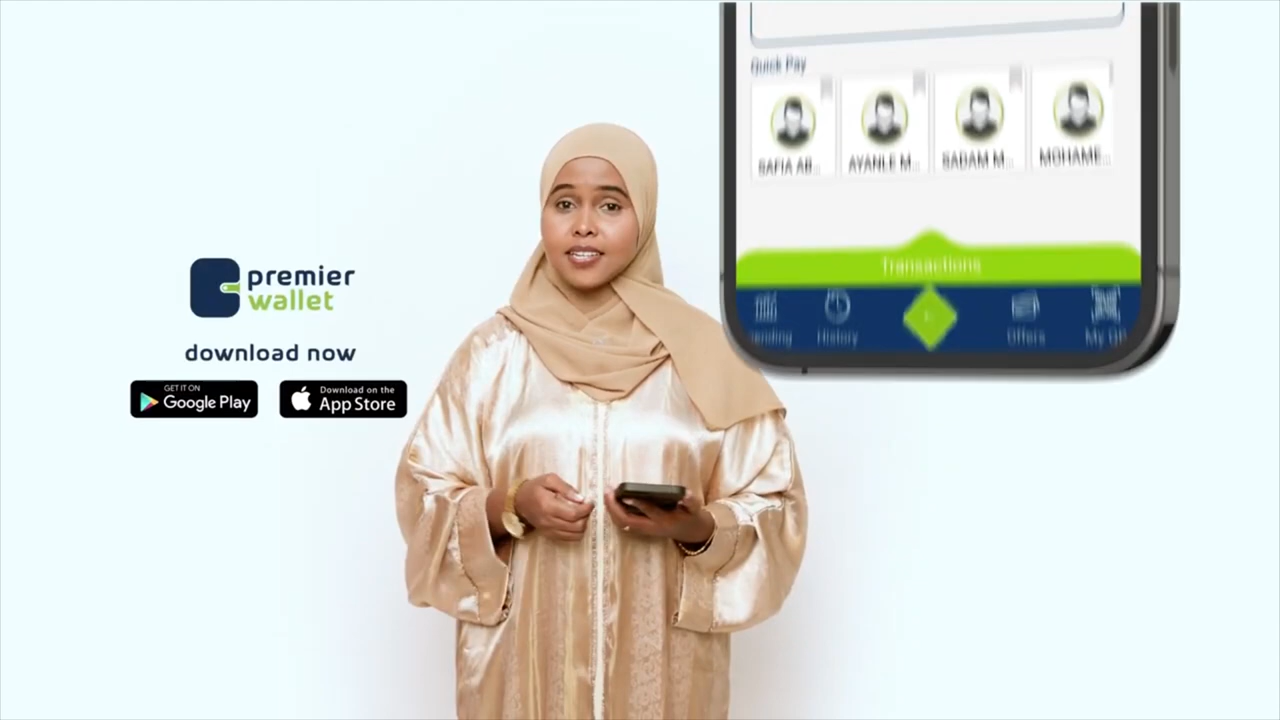 premier
wallet
download now
GET IT ON
Google Play
Download on the
App Store
Quick Pay
SAFIA AB...
AYANLE M...
SADAM M...
MOHAME...
Transactions
History
Offers